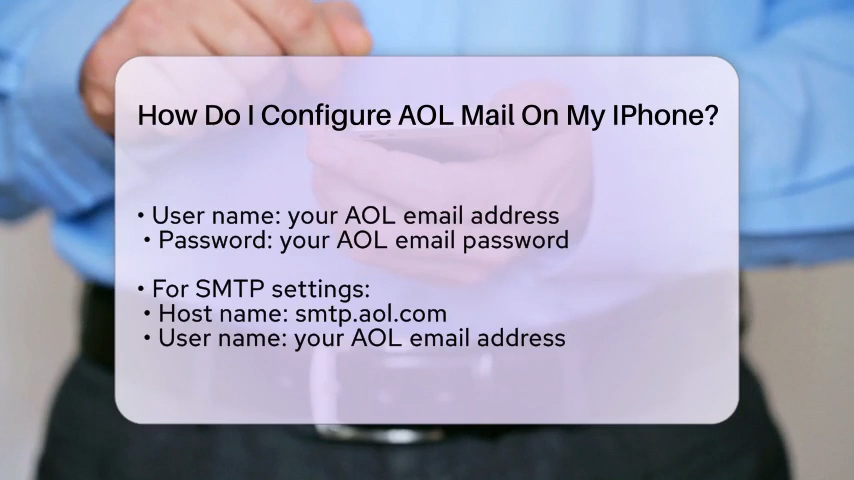 How Do I Configure AOL Mail On My IPhone?
• User name: your AOL email address
• Password: your AOL email password
• For SMTP settings:
• Host name: smtp.aol.com
• User name: your AOL email address